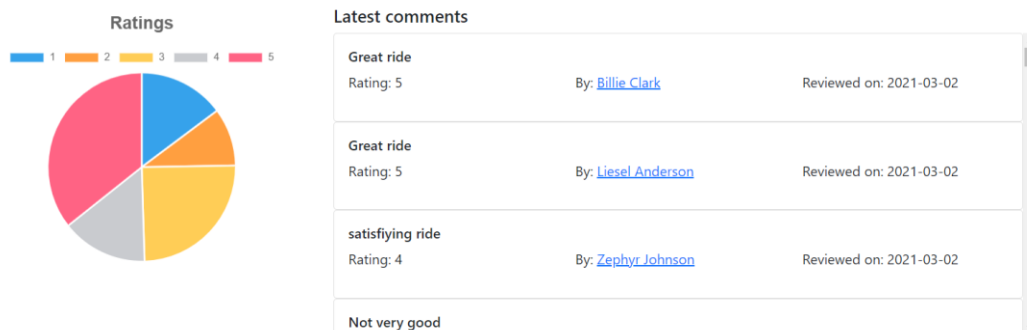 Ratings
1 2 3 4 5
Latest comments
Great ride
Rating: 5 By: Billie Clark Reviewed on: 2021-03-02
Great ride
Rating: 5 By: Liesel Anderson Reviewed on: 2021-03-02
satisfiying ride
Rating: 4 By: Zephyr Johnson Reviewed on: 2021-03-02
Not very good